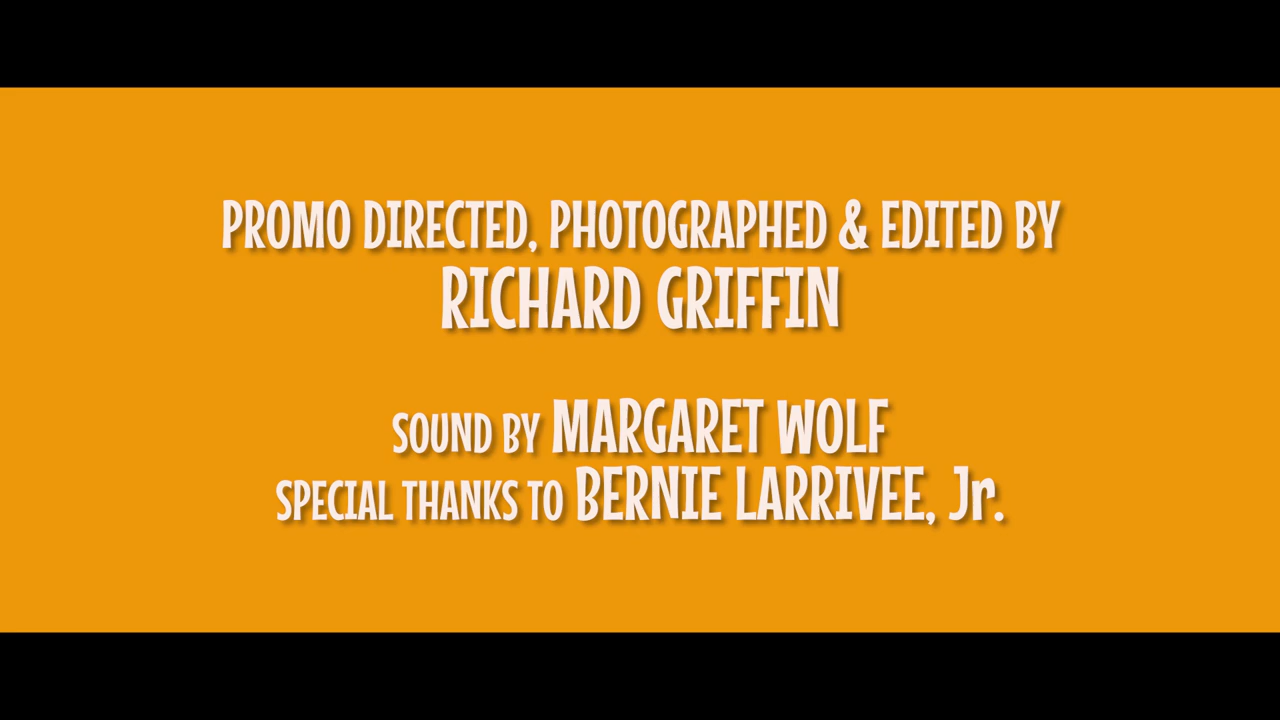 PROMO DIRECTED, PHOTOGRAPHED & EDITED BY
RICHARD GRIFFIN
SOUND BY MARGARET WOLF
SPECIAL THANKS TO BERNIE LARRIVEE, Jr.